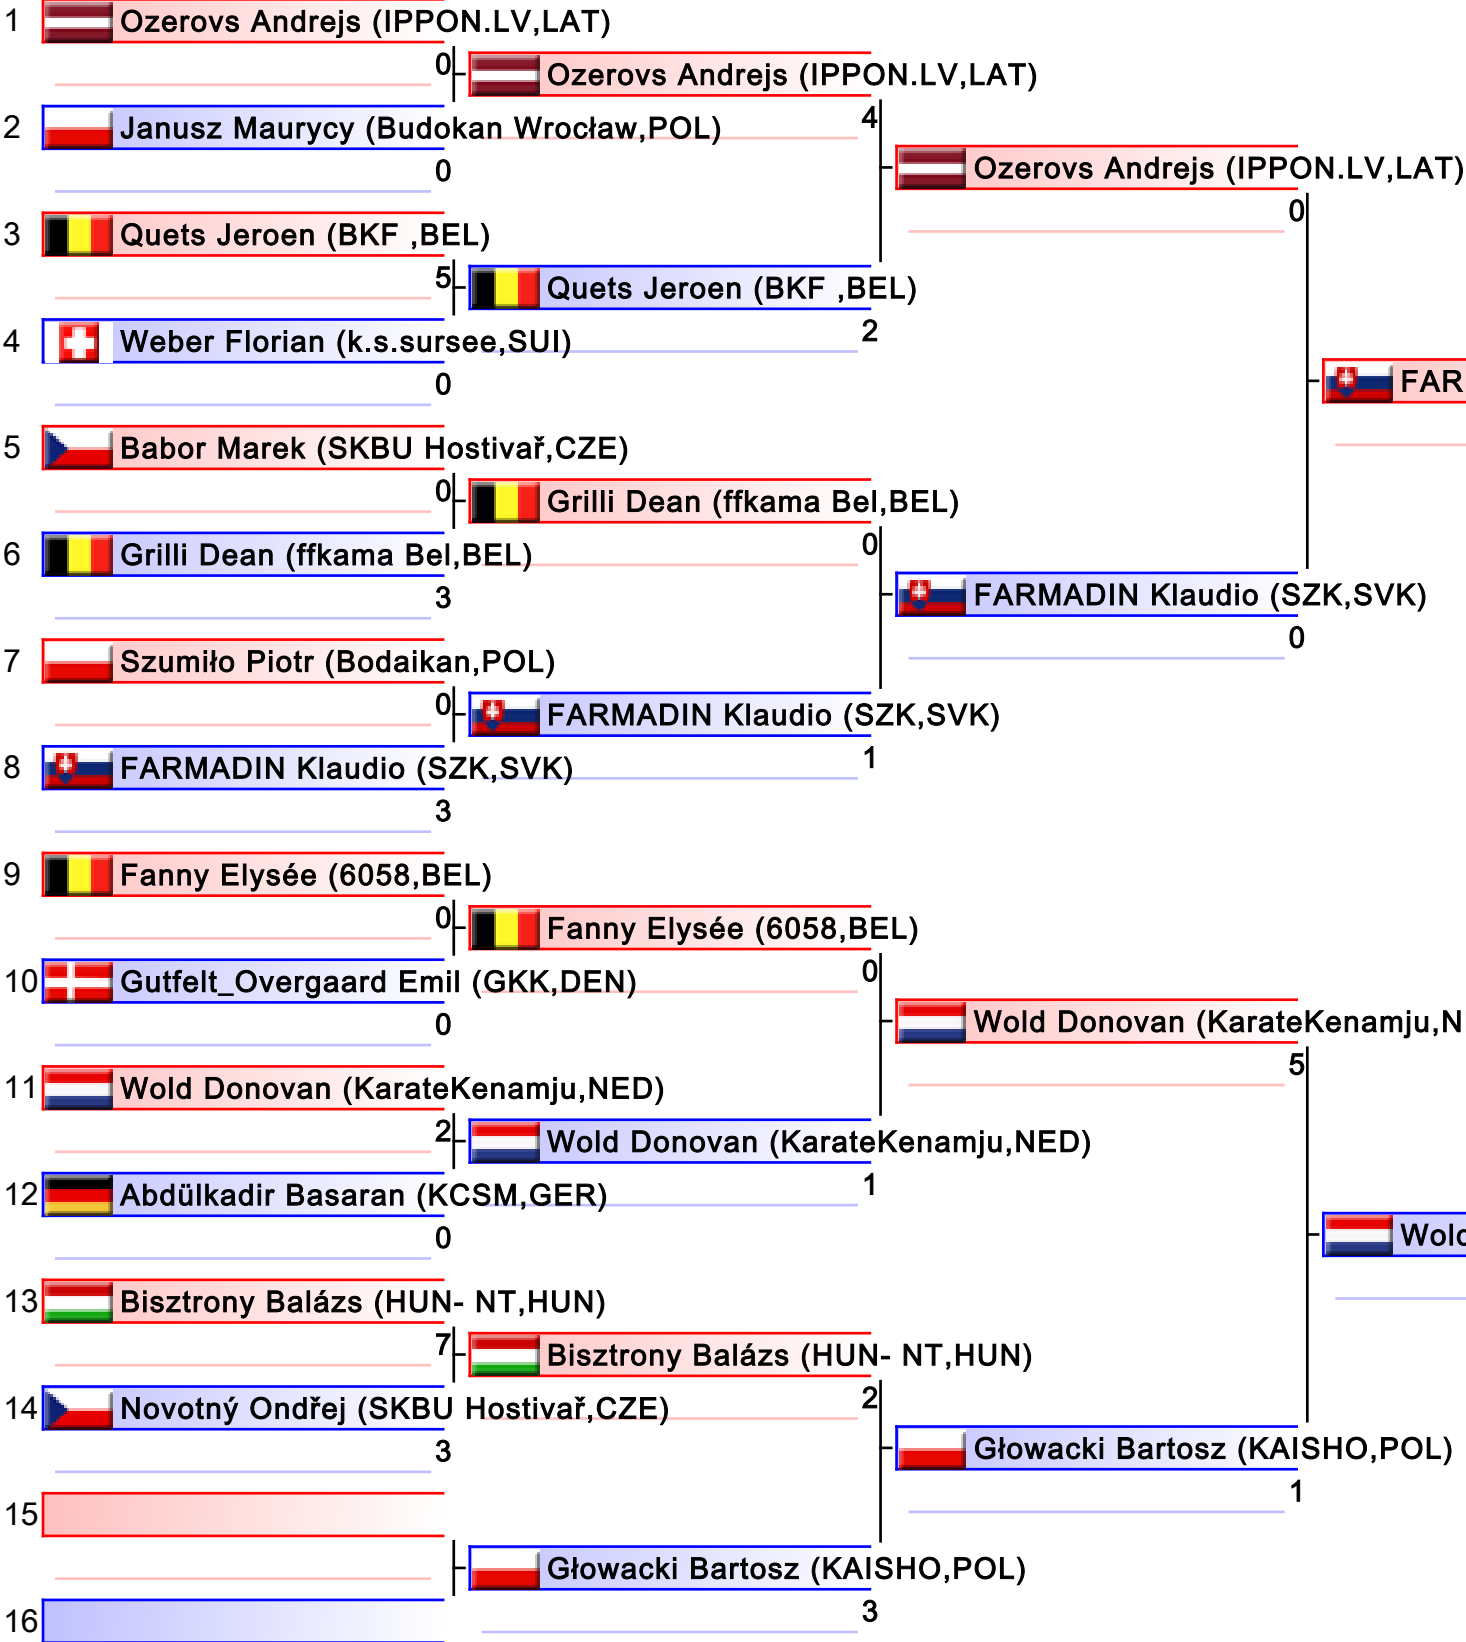 1 Ozerovs Andrejs (IPPON.LV,LAT)
0 Ozerovs Andrejs (IPPON.LV,LAT)
4
2 Janusz Maurycy (Budokan Wrocław,POL)
0
Ozerovs Andrejs (IPPON.LV,LAT)
0
3 Quets Jeroen (BKF ,BEL)
5 Quets Jeroen (BKF ,BEL)
2
4 Weber Florian (k.s.sursee,SUI)
0
FAR
5 Babor Marek (SKBU Hostivař,CZE)
0 Grilli Dean (ffkama Bel,BEL)
0
6 Grilli Dean (ffkama Bel,BEL)
3
FARMADIN Klaudio (SZK,SVK)
0
7 Szumiło Piotr (Bodaikan,POL)
0 FARMADIN Klaudio (SZK,SVK)
1
8 FARMADIN Klaudio (SZK,SVK)
3
9 Fanny Elysée (6058,BEL)
0 Fanny Elysée (6058,BEL)
0
10 Gutfelt_Overgaard Emil (GKK,DEN)
0
Wold Donovan (KarateKenamju,N
5
11 Wold Donovan (KarateKenamju,NED)
2 Wold Donovan (KarateKenamju,NED)
1
12 Abdülkadir Basaran (KCSM,GER)
0
Wold
13 Bisztrony Balázs (HUN- NT,HUN)
7 Bisztrony Balázs (HUN- NT,HUN)
2
14 Novotný Ondřej (SKBU Hostivař,CZE)
3
Głowacki Bartosz (KAISHO,POL)
1
15
Głowacki Bartosz (KAISHO,POL)
3
16